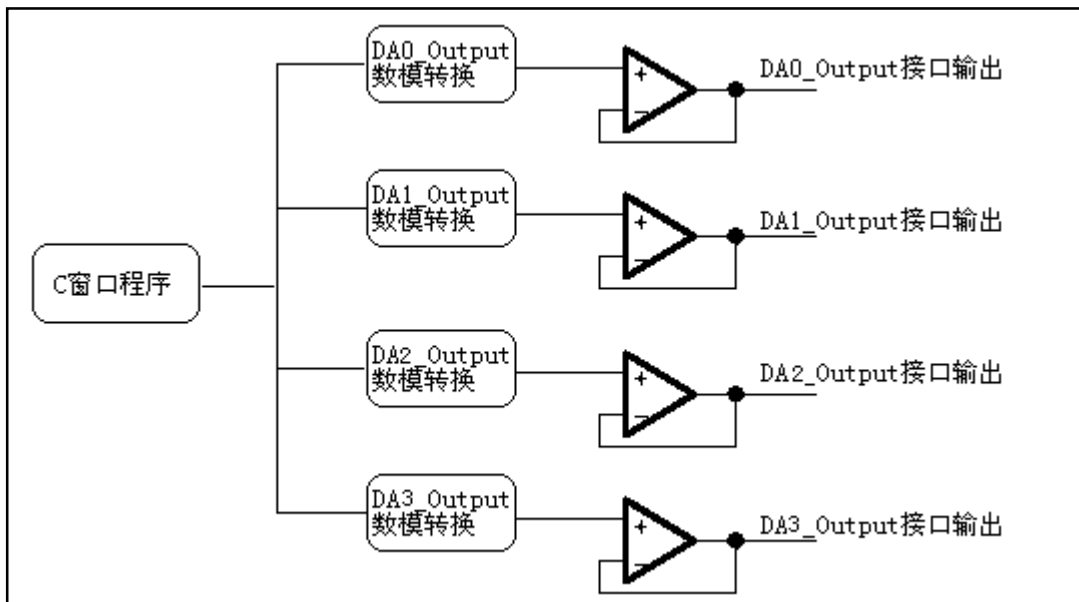 DA0_Output
数模转换
DA0_Output接口输出
+
−
DA1_Output
数模转换
DA1_Output接口输出
+
−
C窗口程序
DA2_Output
数模转换
DA2_Output接口输出
+
−
DA3_Output
数模转换
DA3_Output接口输出
+
−